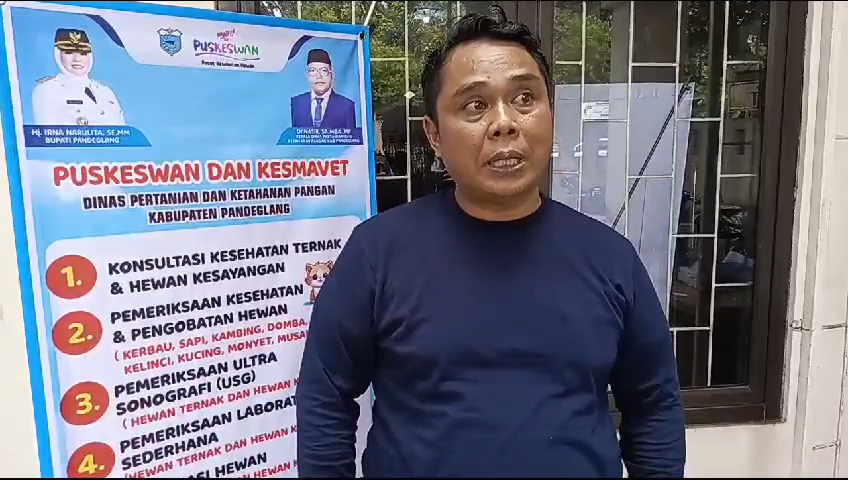 PUSKESWAN
Hj. IRNA NARULITA, SE.MM
BUPATI PANDEGLANG
PUSKESWAN DAN KESMAVET
DINAS PERTANIAN DAN KETAHANAN PANGAN
KABUPATEN PANDEGLANG
1. KONSULTASI KESEHATAN TERNAK
& HEWAN KESAYANGAN
2. PEMERIKSAAN KESEHATAN
& PENGOBATAN HEWAN
(KERBAU, SAPI, KAMBING, DOMBA,
KELINCI, KUCING, MONYET, MUSA
3. PEMERIKSAAN ULTRA
SONOGRAFI (USG)
(HEWAN TERNAK DAN HEWAN
4. PEMERIKSAAN LABORAT
SEDERHANA
(HEWAN TERNAK DAN HEWAN
HEWAN